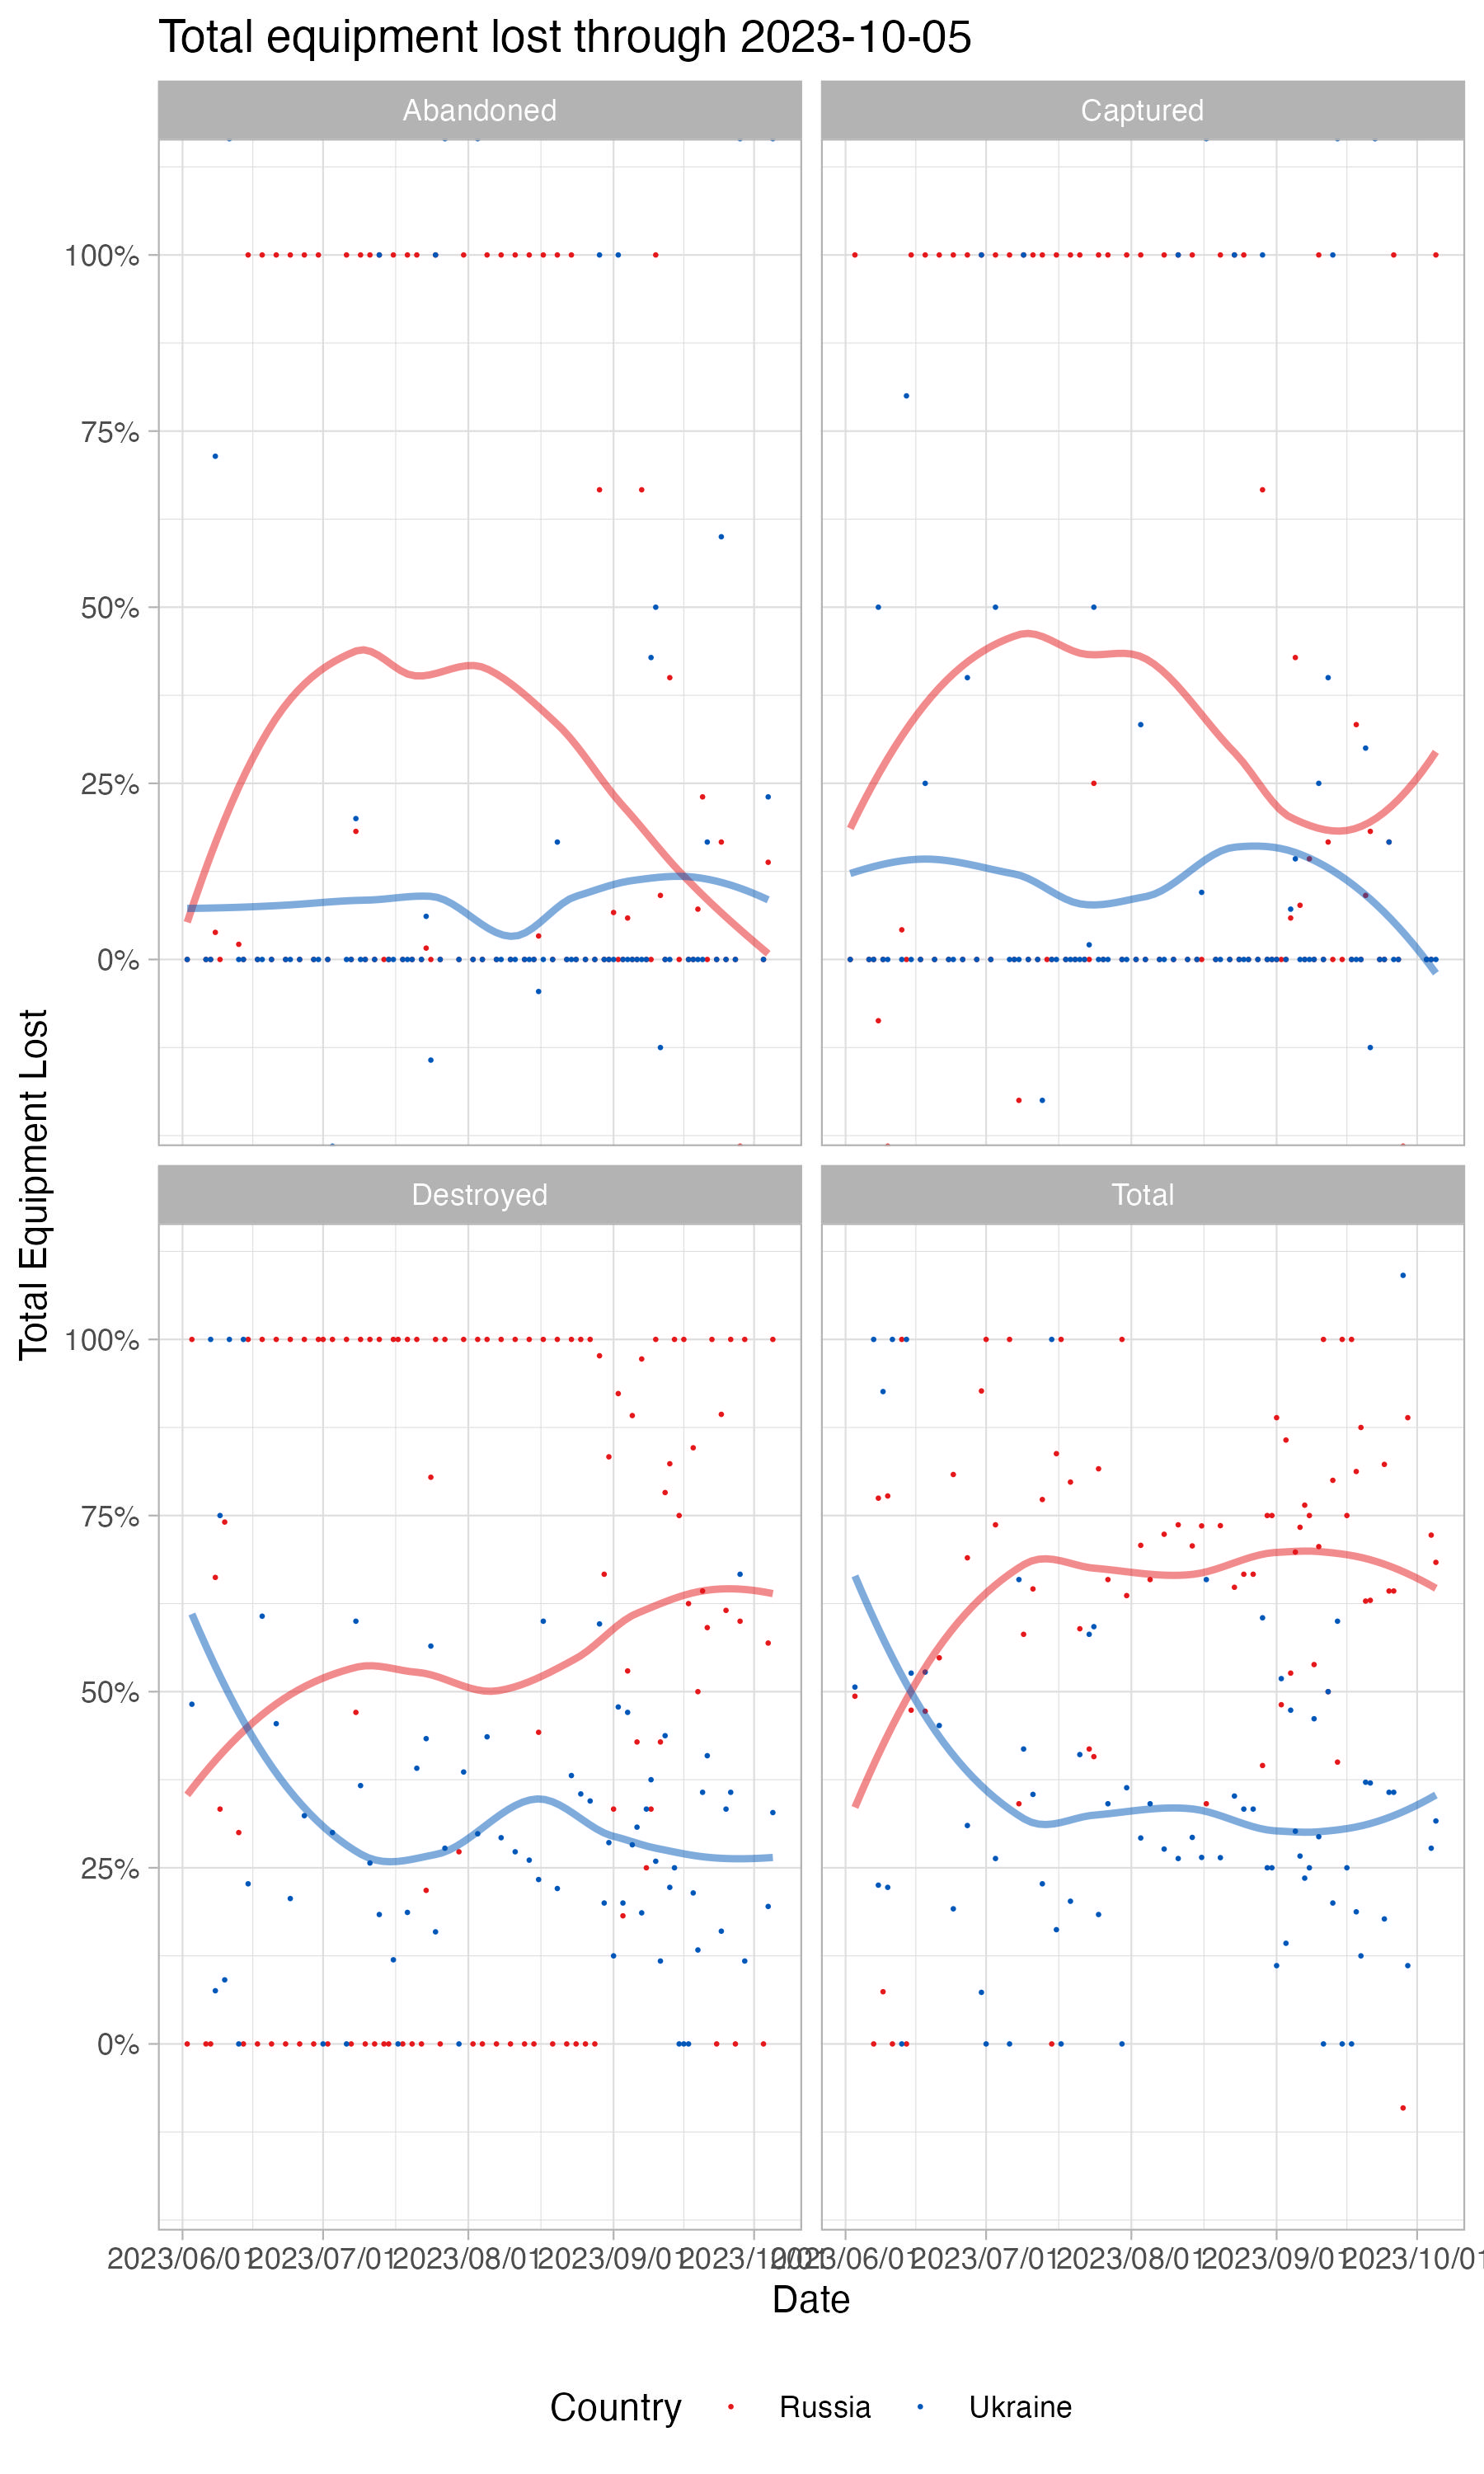 Total equipment lost through 2023-10-05
Abandoned
Captured
100%
75%
50%
25%
0%
Total Equipment Lost
Destroyed
Total
100%
75%
50%
25%
0%
2023/06/01 2023/07/01 2023/08/01 2023/09/01 2023/10/01 2023/06/01 2023/07/01 2023/08/01 2023/09/01 2023/10/01
Date
Country Russia Ukraine